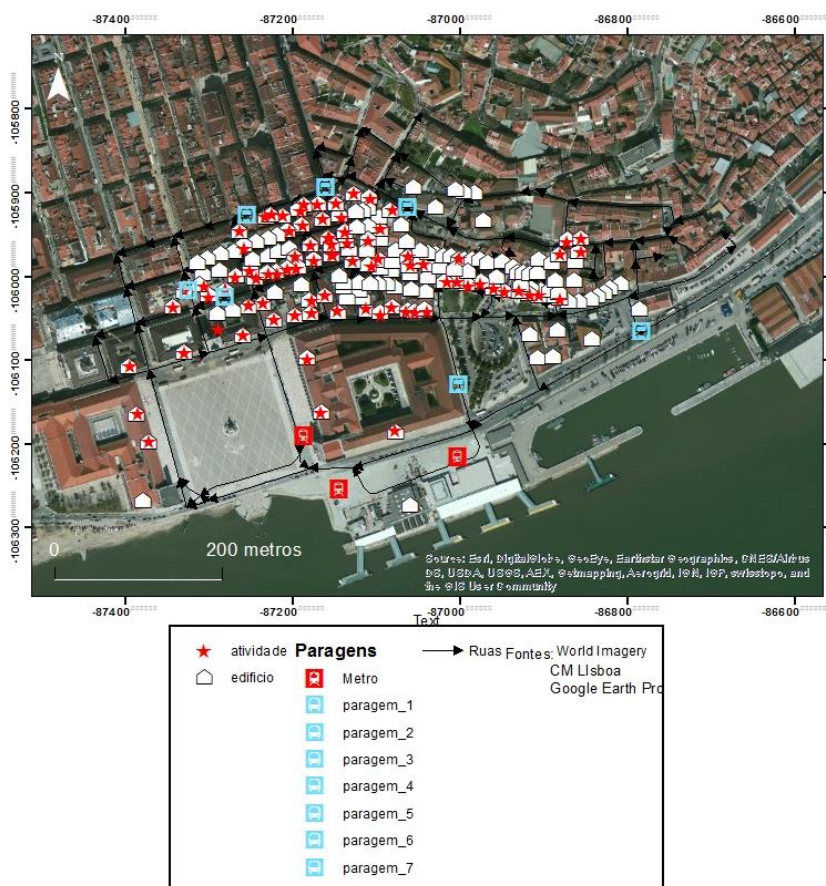 -87400 -87200 -87000 -86800 -86600
-105800
-105900
-106000
-106100
-106200
-106300
0 200 metros
Source: Esri, DigitalGlobe, GeoEye, Earthstar Geographics, CNES/Airbus
DS, USDA, USGS, AEX, Getmapping, Aerogrid, IGN, IGP, swisstopo, and
the GIS User Community
-87400 -87200 -87000 -86800 -86600
Text
atividade Paragens Ruas Fontes: World Imagery
edificio Metro CM LIsboa
Google Earth Pro
paragem_1
paragem_2
paragem_3
paragem_4
paragem_5
paragem_6
paragem_7